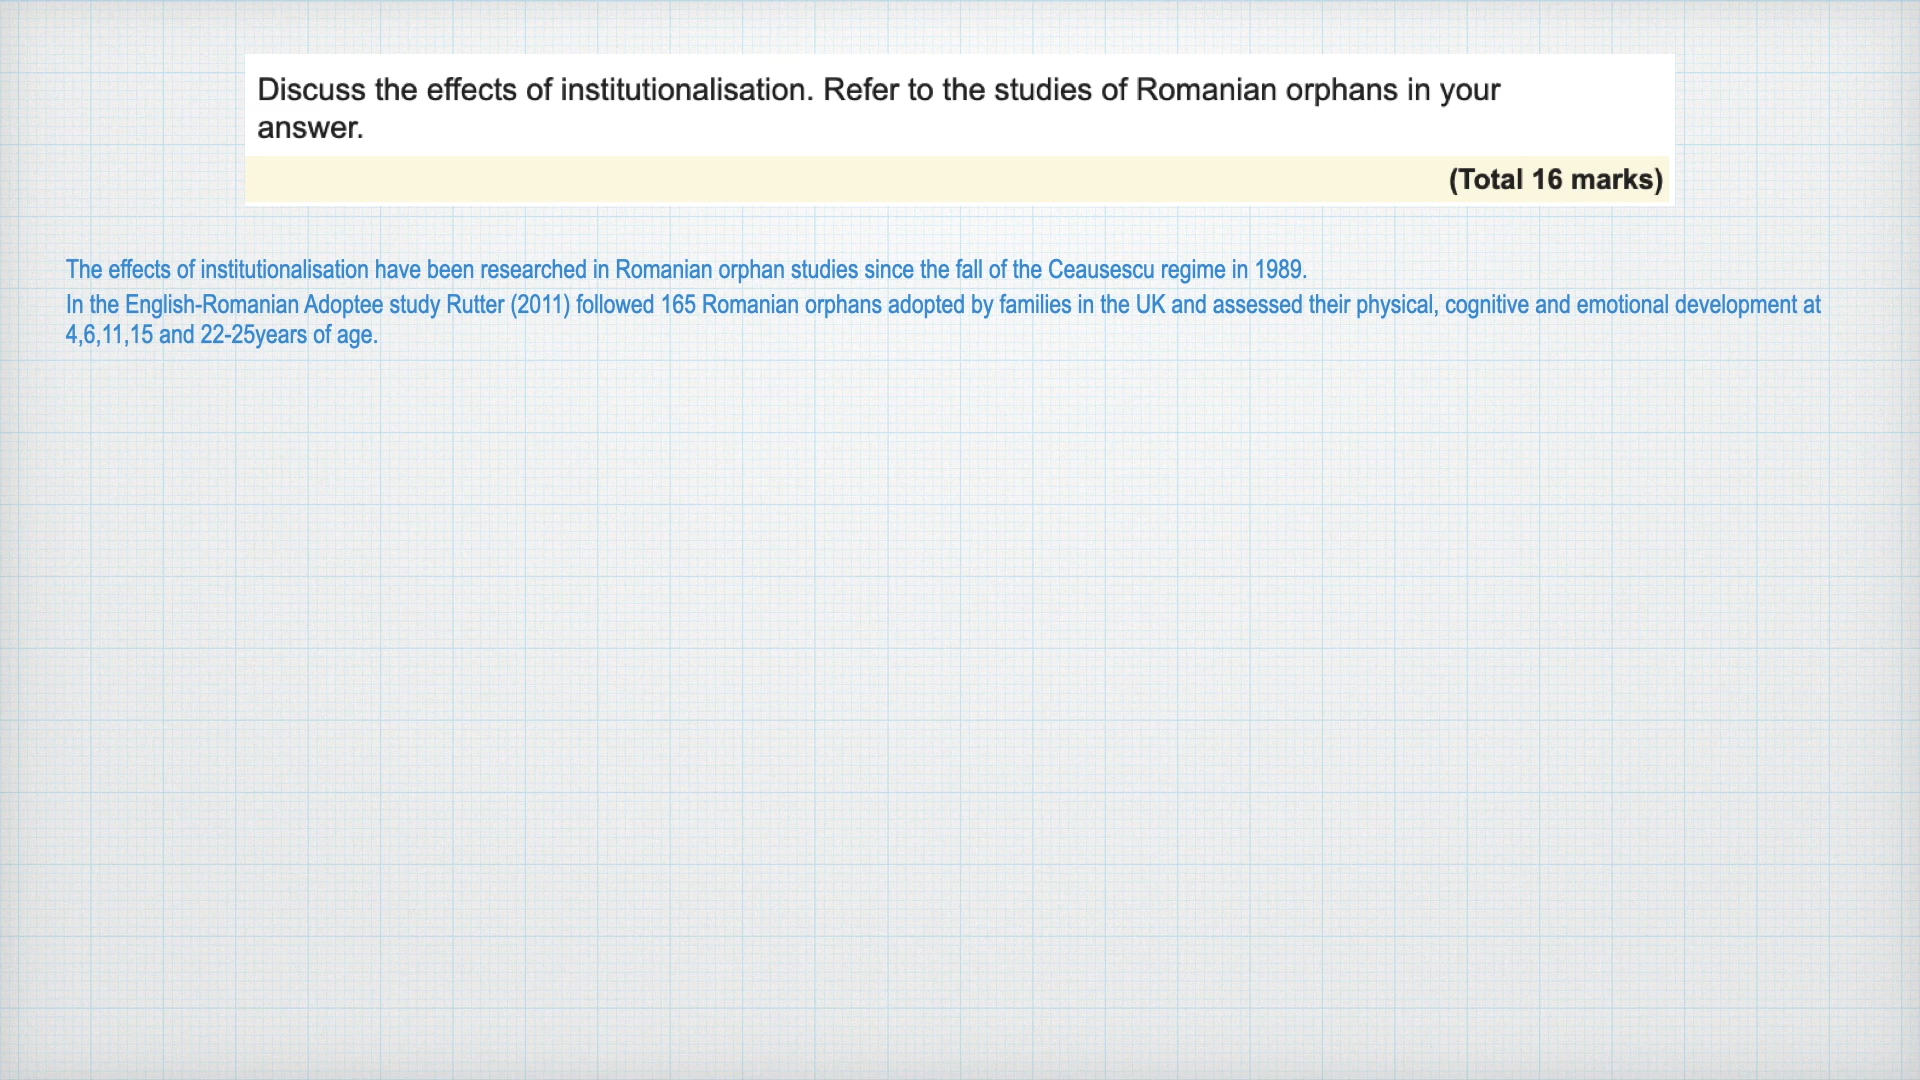 Discuss the effects of institutionalisation. Refer to the studies of Romanian orphans in your
answer.
(Total 16 marks)
The effects of institutionalisation have been researched in Romanian orphan studies since the fall of the Ceausescu regime in 1989.
In the English-Romanian Adoptee study Rutter (2011) followed 165 Romanian orphans adopted by families in the UK and assessed their physical, cognitive and emotional development at
4,6,11,15 and 22-25years of age.